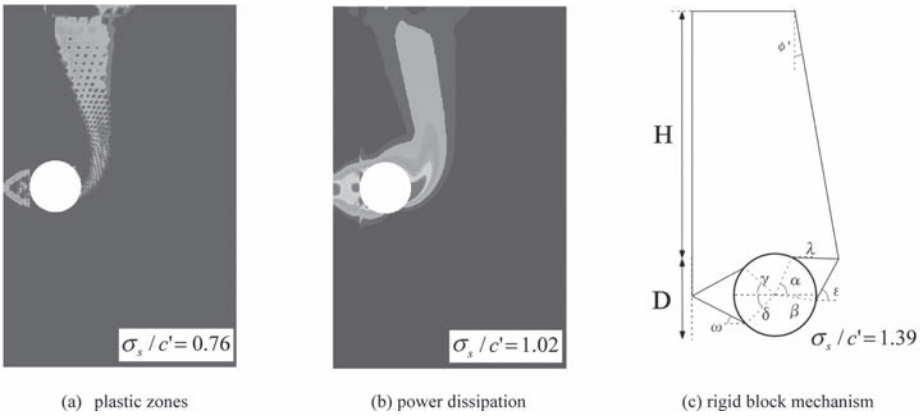 σₛ / c' = 0.76
(a) plastic zones
σₛ / c' = 1.02
(b) power dissipation
H
D
ϕ'
λ
γ
α
ε
δ
β
ω
σₛ / c' = 1.39
(c) rigid block mechanism